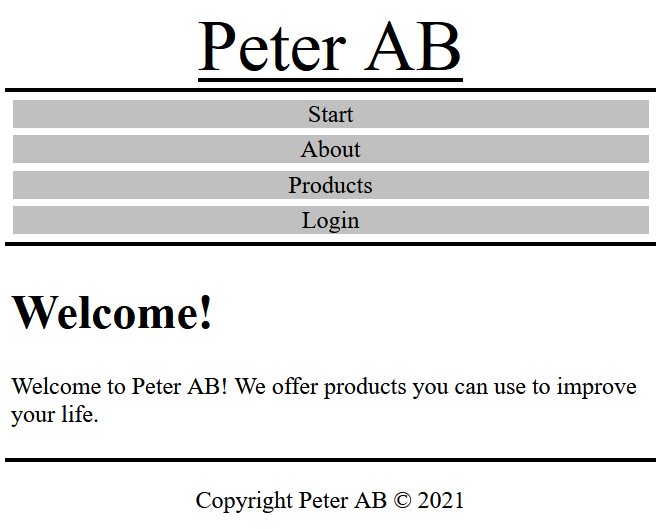 Peter AB
Start
About
Products
Login
Welcome!
Welcome to Peter AB! We offer products you can use to improve
your life.
Copyright Peter AB © 2021